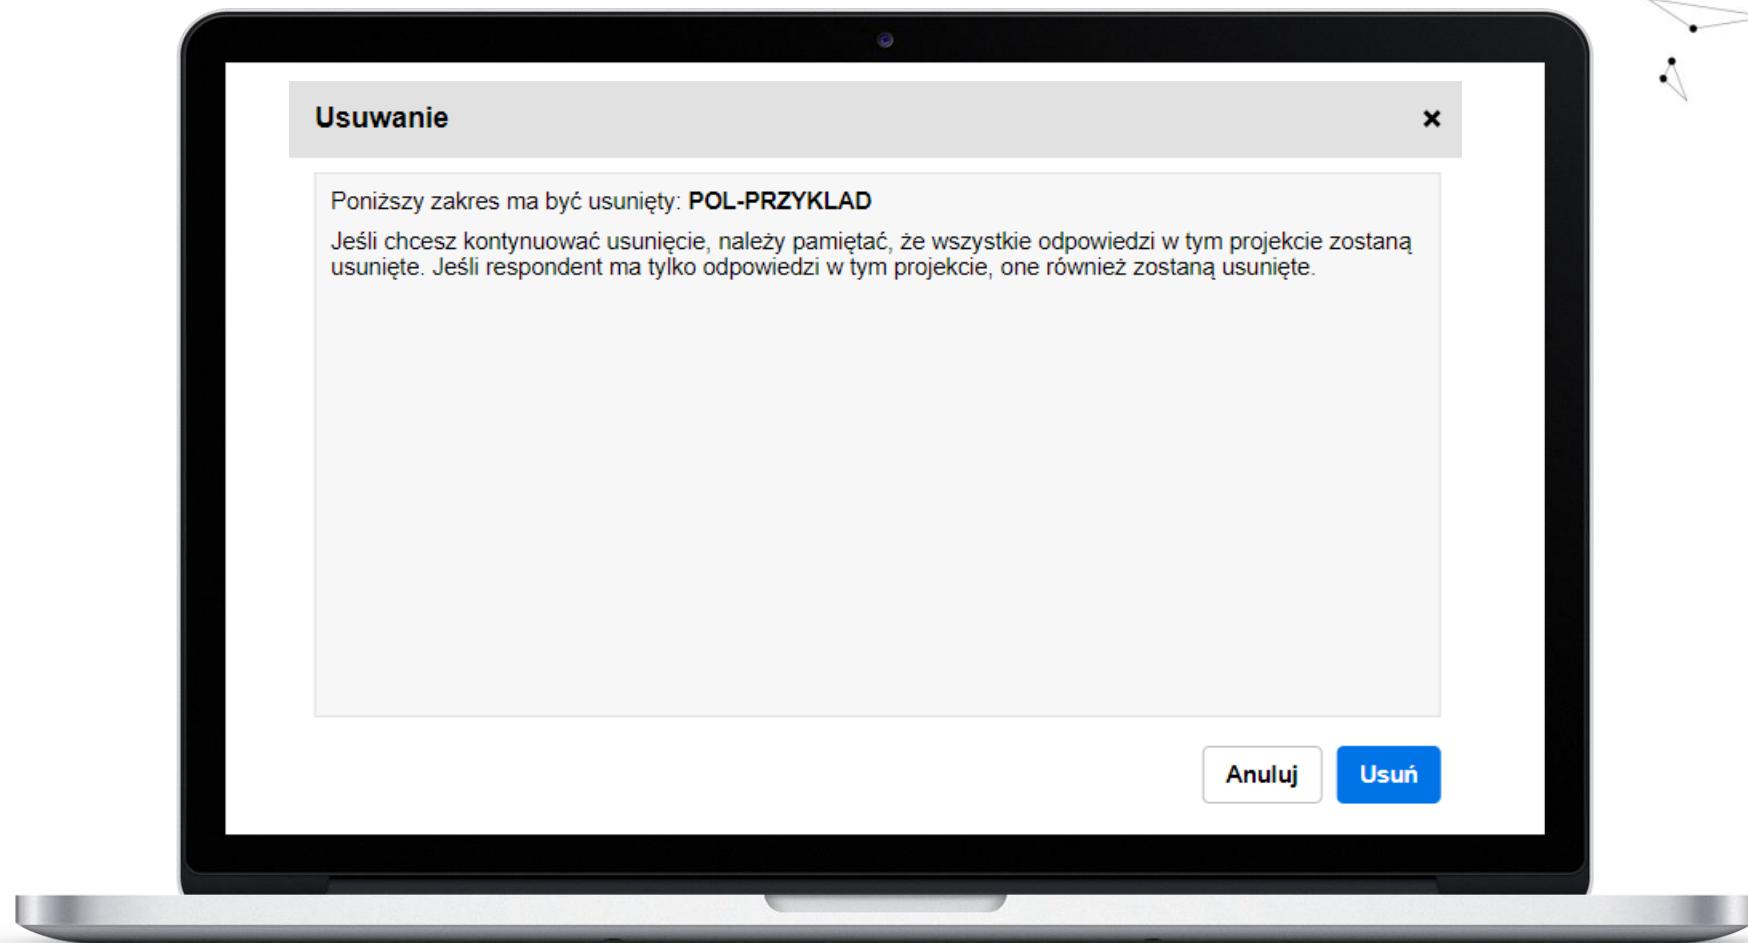 Usuwanie
Poniższy zakres ma być usunięty: POL-PRZYKLAD
Jeśli chcesz kontynuować usunięcie, należy pamiętać, że wszystkie odpowiedzi w tym projekcie zostaną
usunięte. Jeśli respondent ma tylko odpowiedzi w tym projekcie, one również zostaną usunięte.
Anuluj Usuń